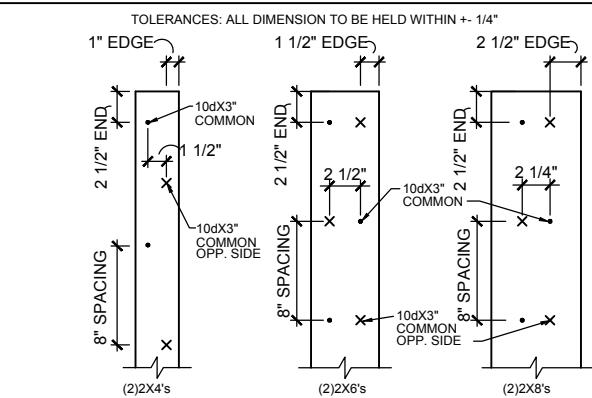 TOLERANCES: ALL DIMENSION TO BE HELD WITHIN +- 1/4"
1" EDGE
1 1/2" EDGE
2 1/2" EDGE
2 1/2" END
10dX3"
COMMON
1 1/2"
10dX3"
COMMON
OPP. SIDE
8" SPACING
(2)2X4's
2 1/2" END
2 1/2"
10dX3"
COMMON
8" SPACING
10dX3"
COMMON
OPP. SIDE
(2)2X6's
2 1/2" END
2 1/4"
8" SPACING
(2)2X8's